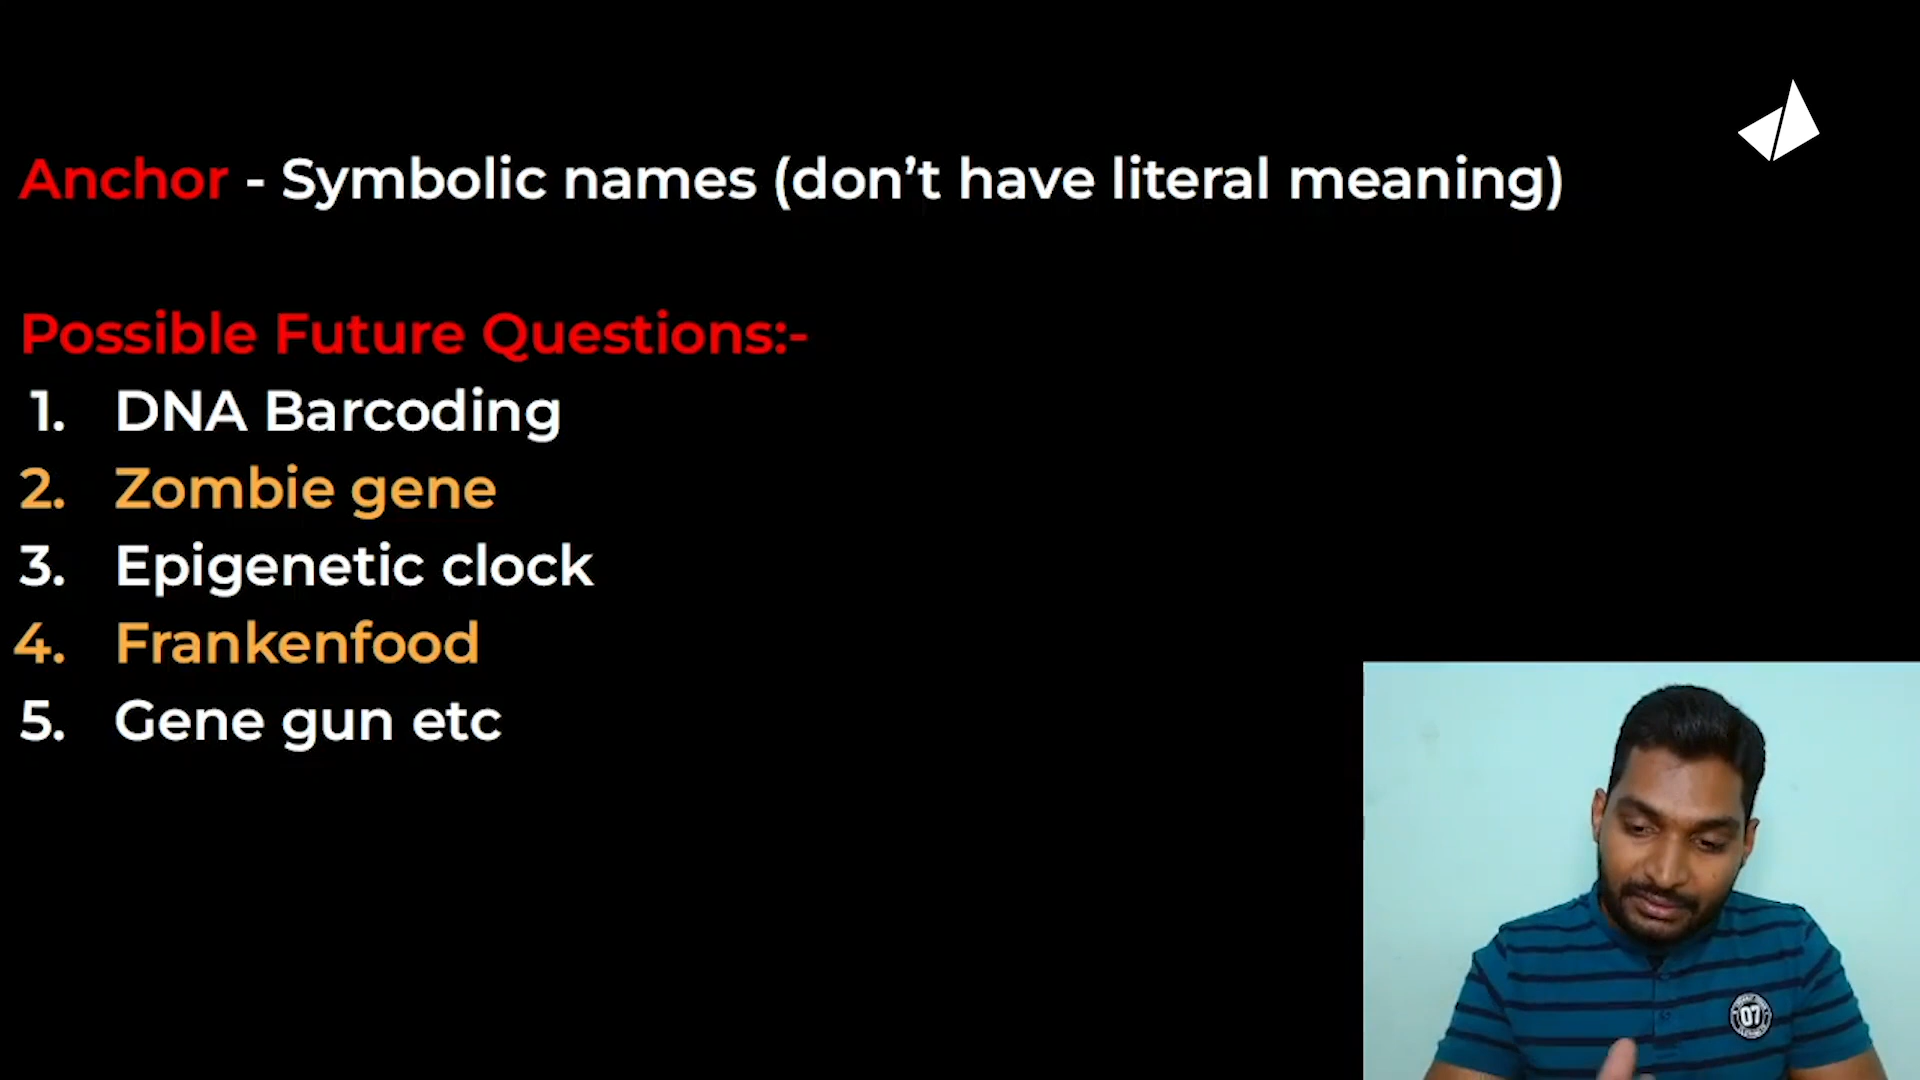 Anchor - Symbolic names (don’t have literal meaning)
Possible Future Questions:-
1. DNA Barcoding
2. Zombie gene
3. Epigenetic clock
4. Frankenfood
5. Gene gun etc
07